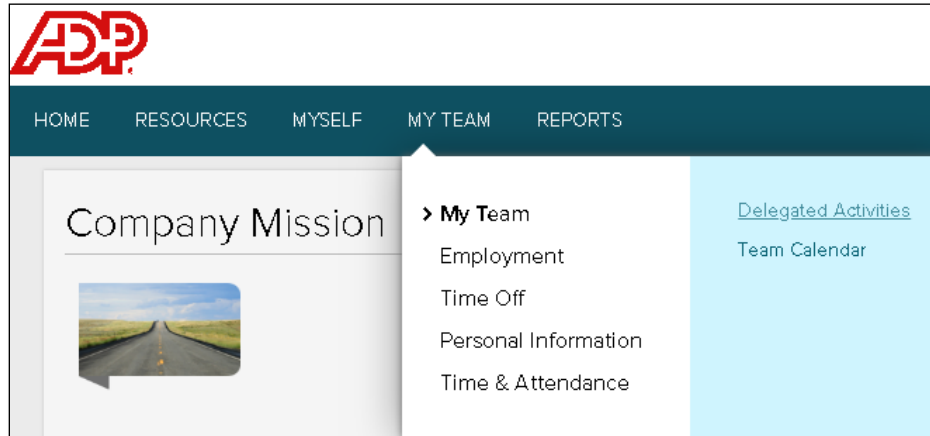 ADP
HOME RESOURCES MYSELF MY TEAM REPORTS
Company Mission
My Team
Employment
Time Off
Personal Information
Time & Attendance
Delegated Activities
Team Calendar